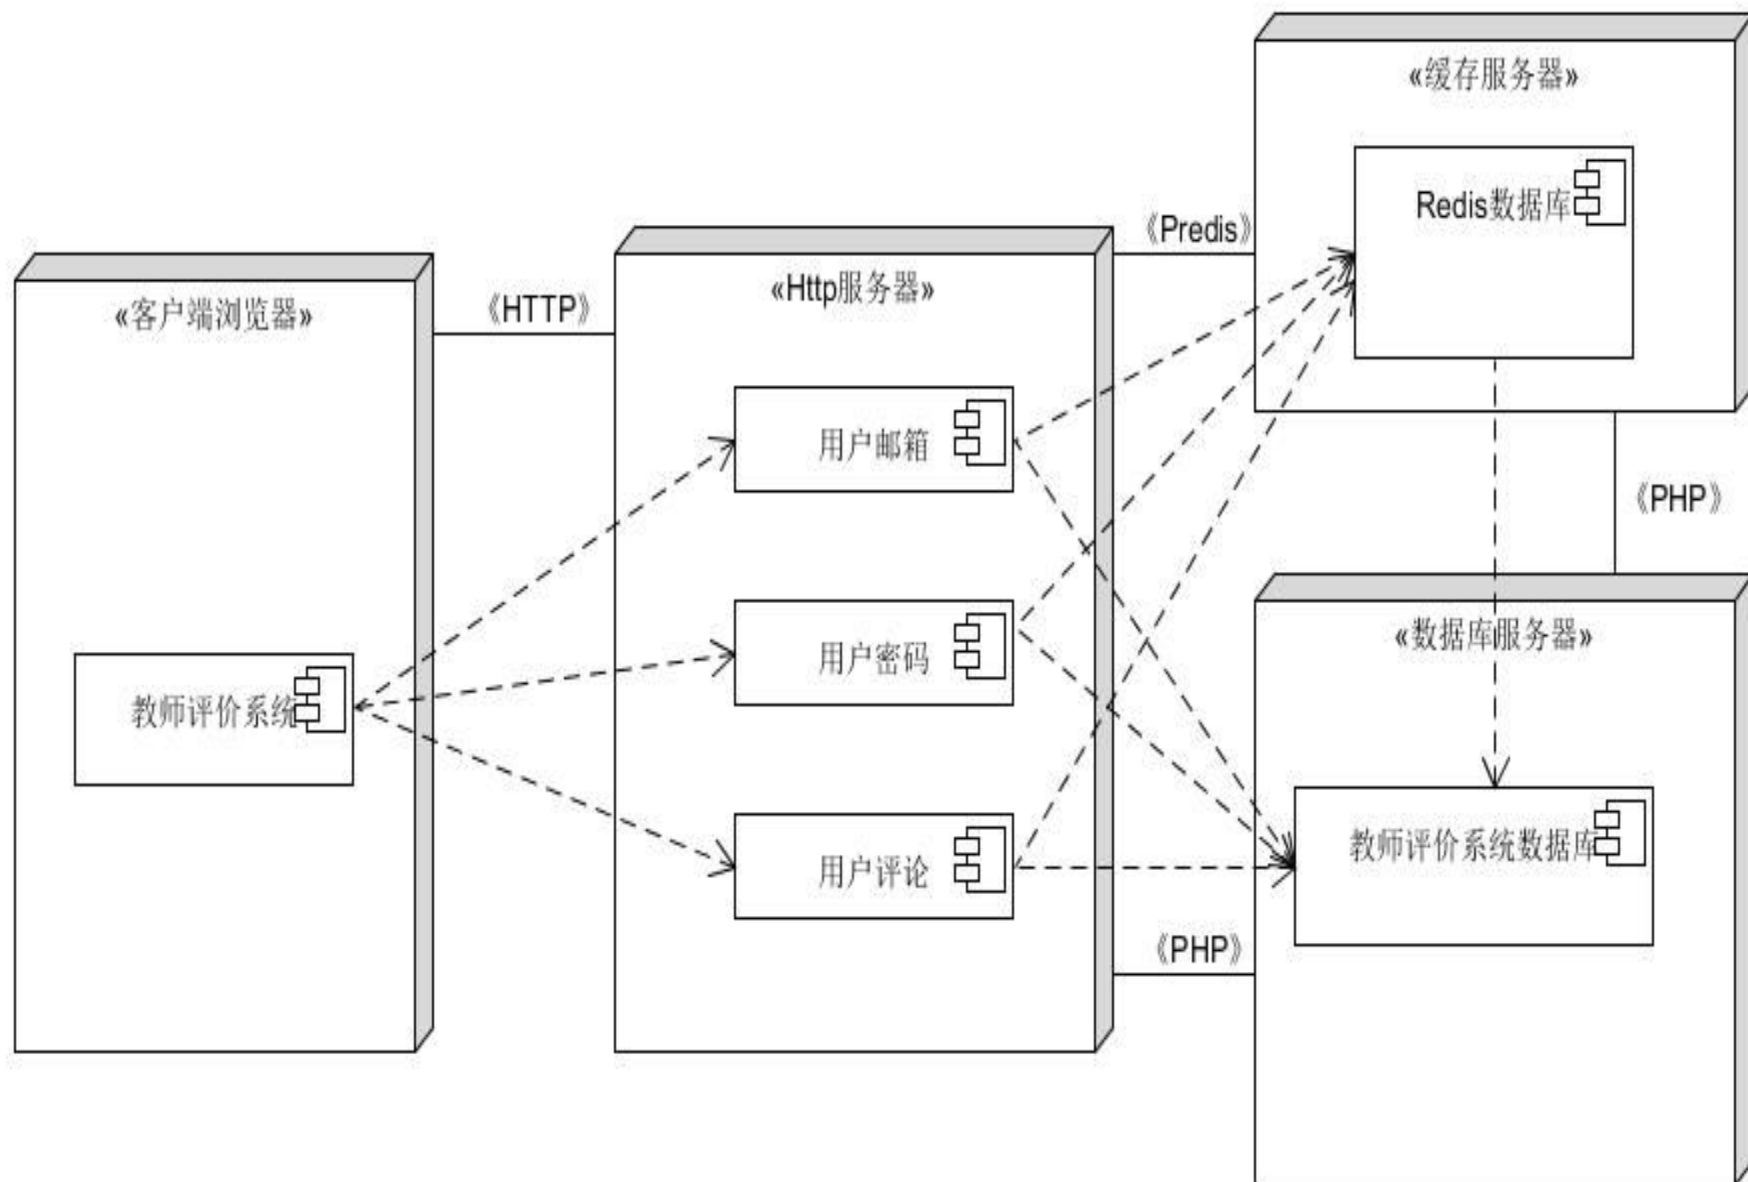 «缓存服务器»
Redis数据库
《Predis》
«客户端浏览器»
《HTTP》
«Http服务器»
用户邮箱
《PHP》
用户密码
«数据库服务器»
教师评价系统
用户评论
教师评价系统数据库
《PHP》